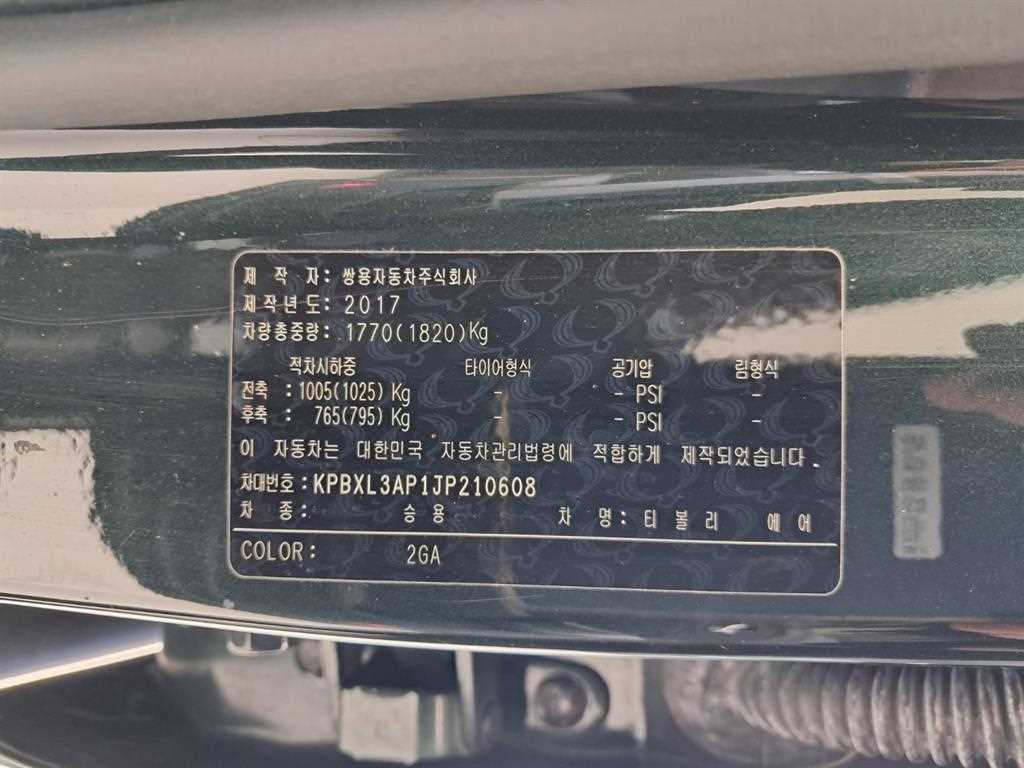 제 작 자: 쌍용자동차주식회사
제작년도: 2017
차량총중량: 1770(1820)Kg
적차시하중 타이어형식 공기압 림형식
전축: 1005(1025) Kg - - PSI -
후축: 765(795) Kg - - PSI -
이 자동차는 대한민국 자동차관리법령에 적합하게 제작되었습니다.
차대번호: KPBXL3AP1JP210608
차 종: 승용 차 명: 티볼리 에어
COLOR: 2GA